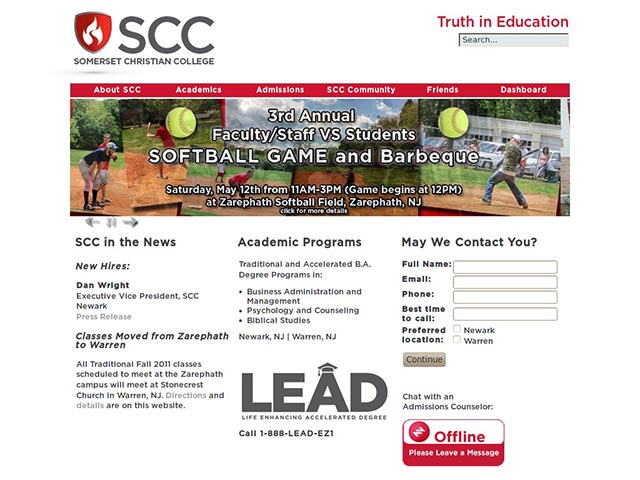 SCC
SOMERSET CHRISTIAN COLLEGE
Truth in Education
Search...
About SCC Academics Admissions SCC Community Friends Dashboard
3rd Annual
Faculty/Staff VS Students
SOFTBALL GAME and Barbeque
Saturday, May 12th from 11AM-3PM (Game begins at 12PM)
at Zarephath Softball Field, Zarephath, NJ
click for more details
SCC in the News
New Hires:
Dan Wright
Executive Vice President, SCC
Newark
Press Release
Classes Moved from Zarephath
to Warren
All Traditional Fall 2011 classes
scheduled to meet at the Zarephath
campus will meet at Stonecrest
Church in Warren, NJ. Directions and
details are on this website.
Academic Programs
Traditional and Accelerated B.A.
Degree Programs in:
• Business Administration and
Management
• Psychology and Counseling
• Biblical Studies
Newark, NJ | Warren, NJ
LEAD
LIFE ENHANCING ACCELERATED DEGREE
Call 1-888-LEAD-EZ1
May We Contact You?
Full Name:
Email:
Phone:
Best time
to call:
Preferred
location:
Newark
Warren
Continue
Chat with an
Admissions Counselor:
Offline
Please Leave a Message